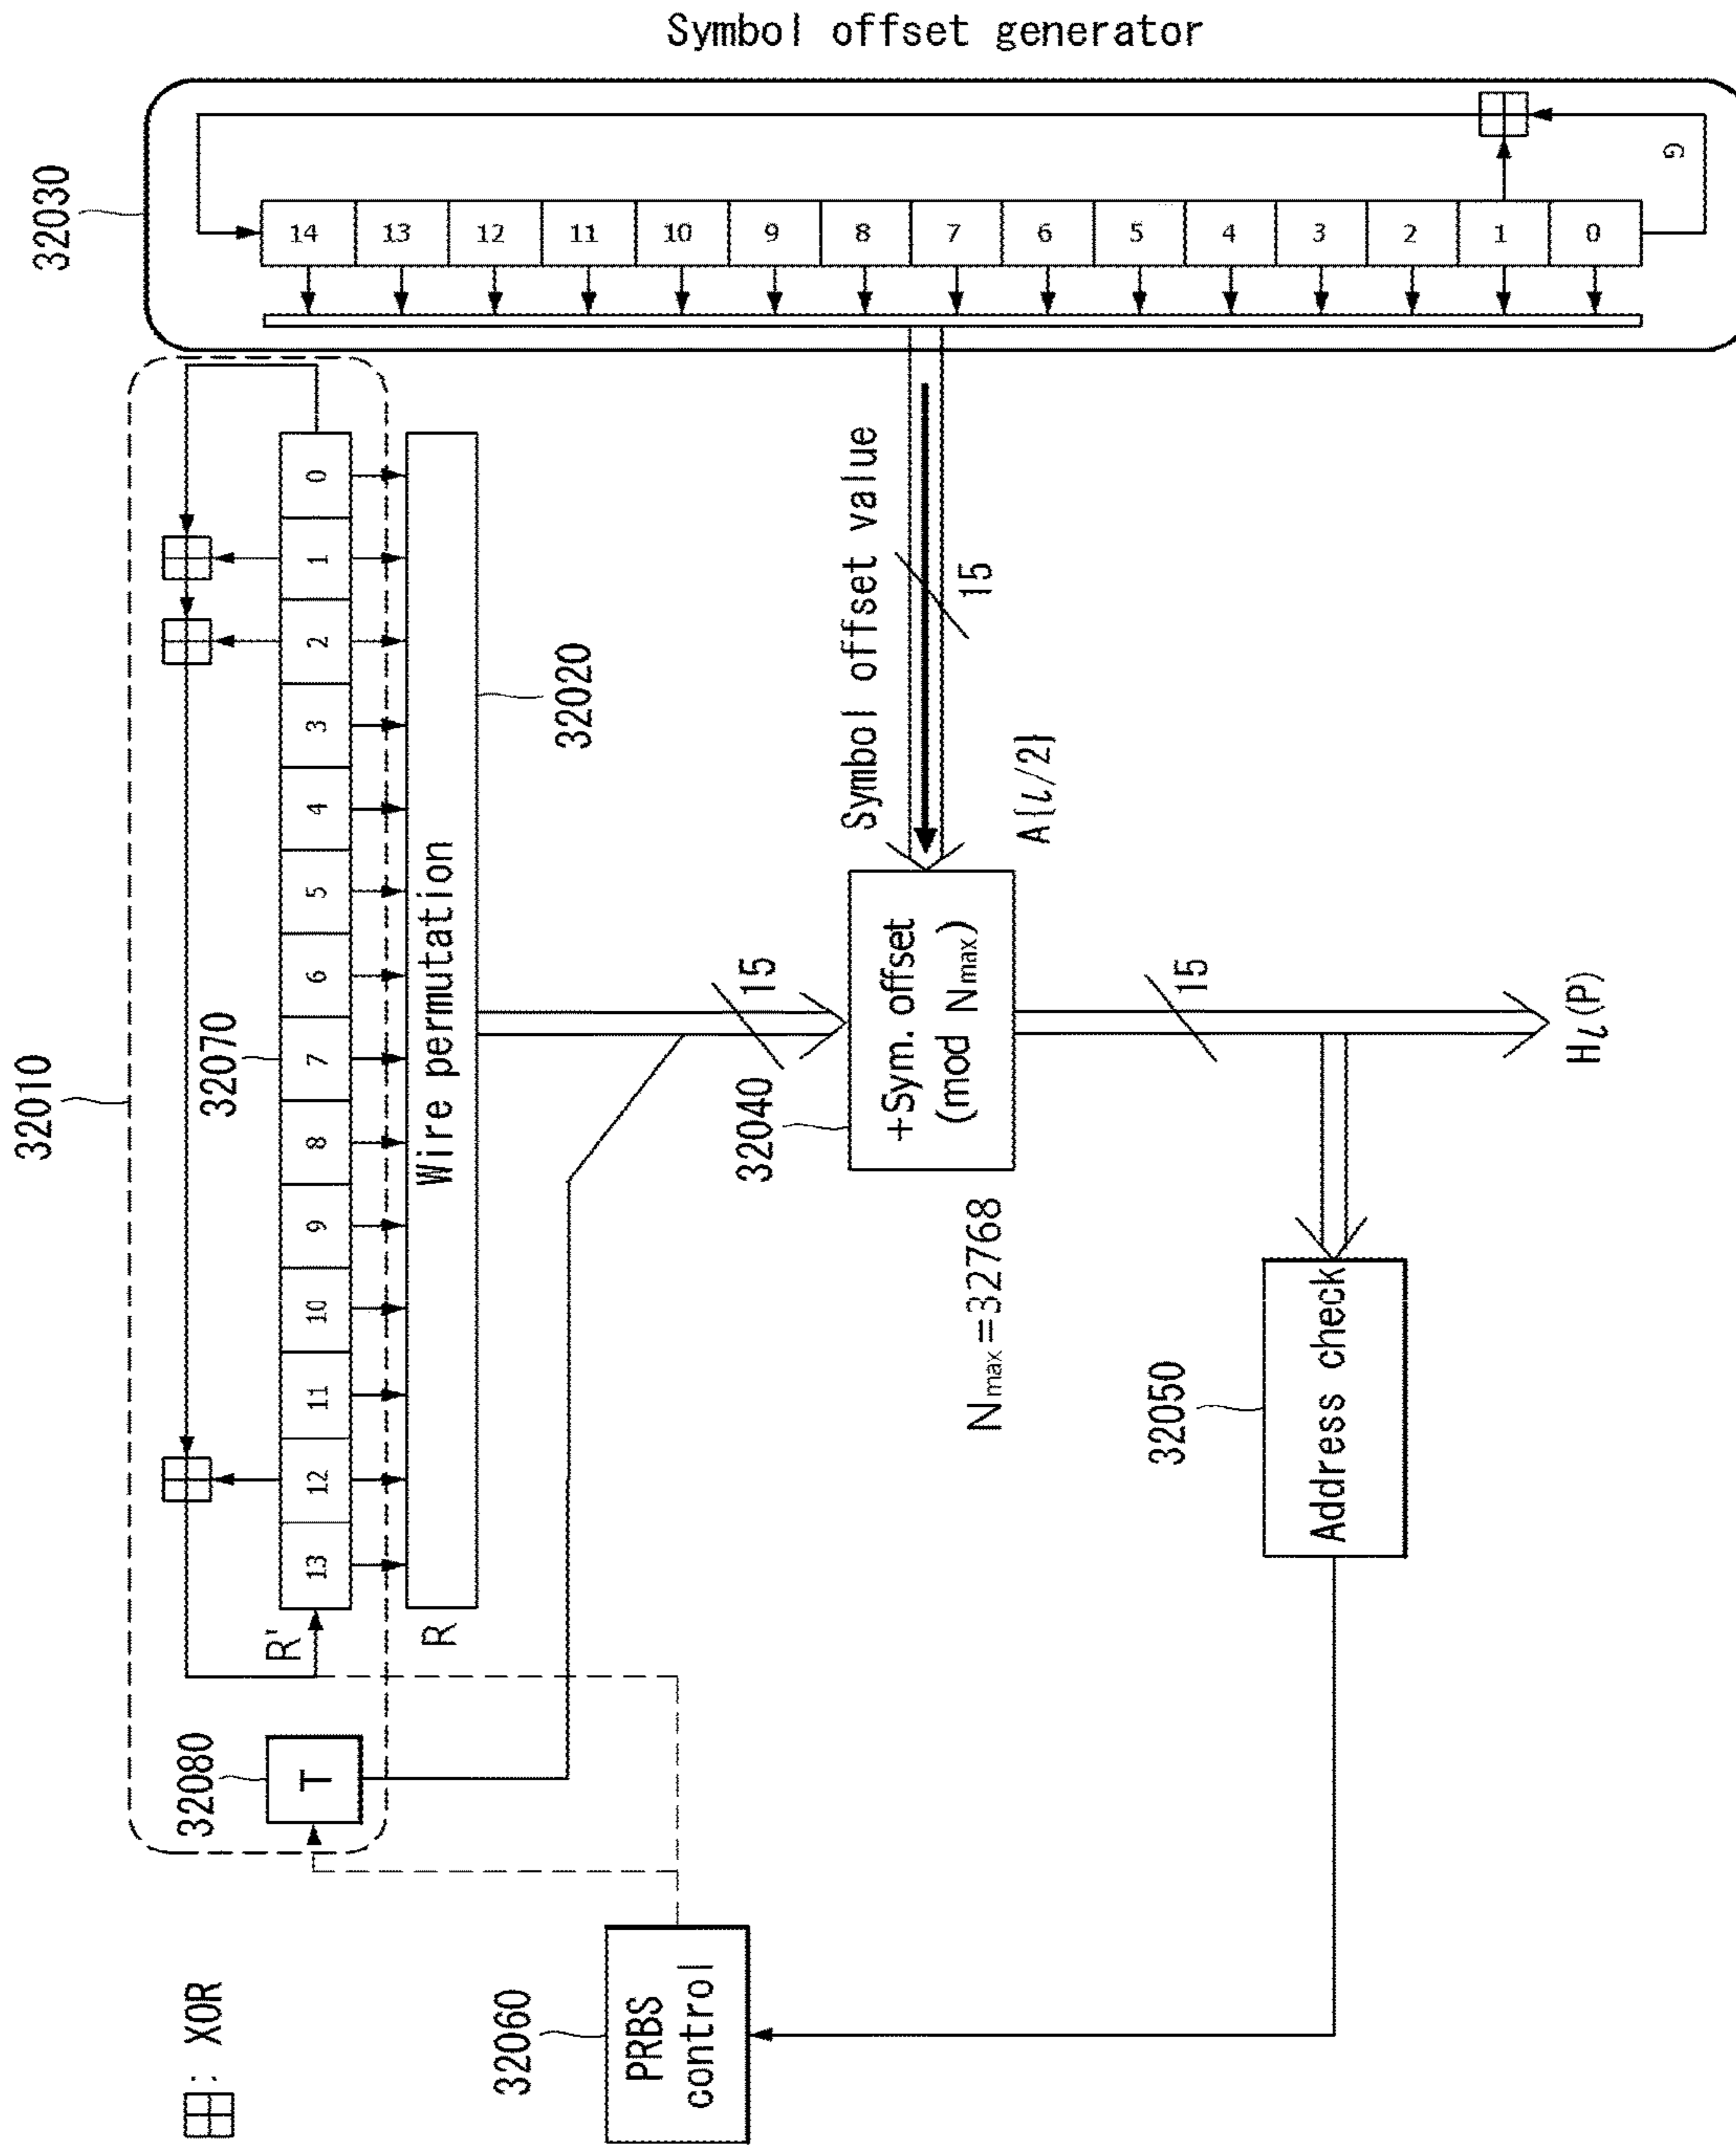 Symbol offset generator
32030
14
13
12
11
10
9
8
7
6
5
4
3
2
1
0
G
32010
32070
0
1
2
3
4
5
6
7
8
9
10
11
12
13
R'
R
Wire permutation
32020
32080
T
15
Symbol offset value
15
A{l/2}
32040
+Sym. offset
(mod Nmax)
Nmax=32768
15
Hl(P)
32050
Address check
32060
PRBS
control
: XOR